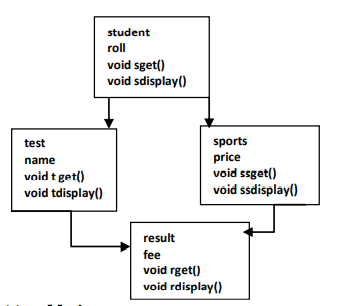 student
roll
void sget()
void sdisplay()
test
name
void t get()
void tdisplay()
sports
price
void ssget()
void ssdisplay()
result
fee
void rget()
void rdisplay()